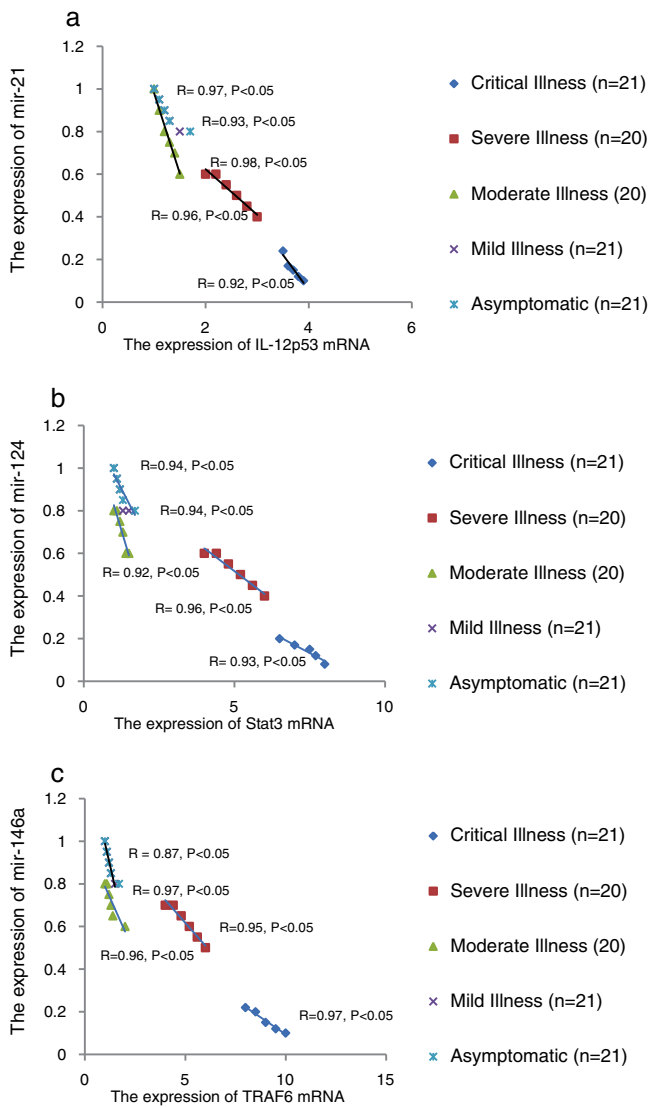 a
The expression of mir-21
1.2
1
0.8
0.6
0.4
0.2
0
0
2
4
6
R= 0.97, P<0.05
R=0.93, P<0.05
R= 0.98, P<0.05
R= 0.96, P<0.05
R= 0.92, P<0.05
The expression of IL-12p53 mRNA
Critical Illness (n=21)
Severe Illness (n=20)
Moderate Illness (20)
Mild Illness (n=21)
Asymptomatic (n=21)
b
The expression of mir-124
1.2
1
0.8
0.6
0.4
0.2
0
0
5
10
R=0.94, P<0.05
R=0.94, P<0.05
R= 0.92, P<0.05
R= 0.96, P<0.05
R= 0.93, P<0.05
The expression of Stat3 mRNA
Critical Illness (n=21)
Severe Illness (n=20)
Moderate Illness (20)
Mild Illness (n=21)
Asymptomatic (n=21)
c
The expression of mir-146a
1.2
1
0.8
0.6
0.4
0.2
0
0
5
10
15
R = 0.87, P<0.05
R= 0.97, P<0.05
R=0.95, P<0.05
R=0.96, P<0.05
R=0.97, P<0.05
The expression of TRAF6 mRNA
Critical Illness (n=21)
Severe Illness (n=20)
Moderate Illness (20)
Mild Illness (n=21)
Asymptomatic (n=21)